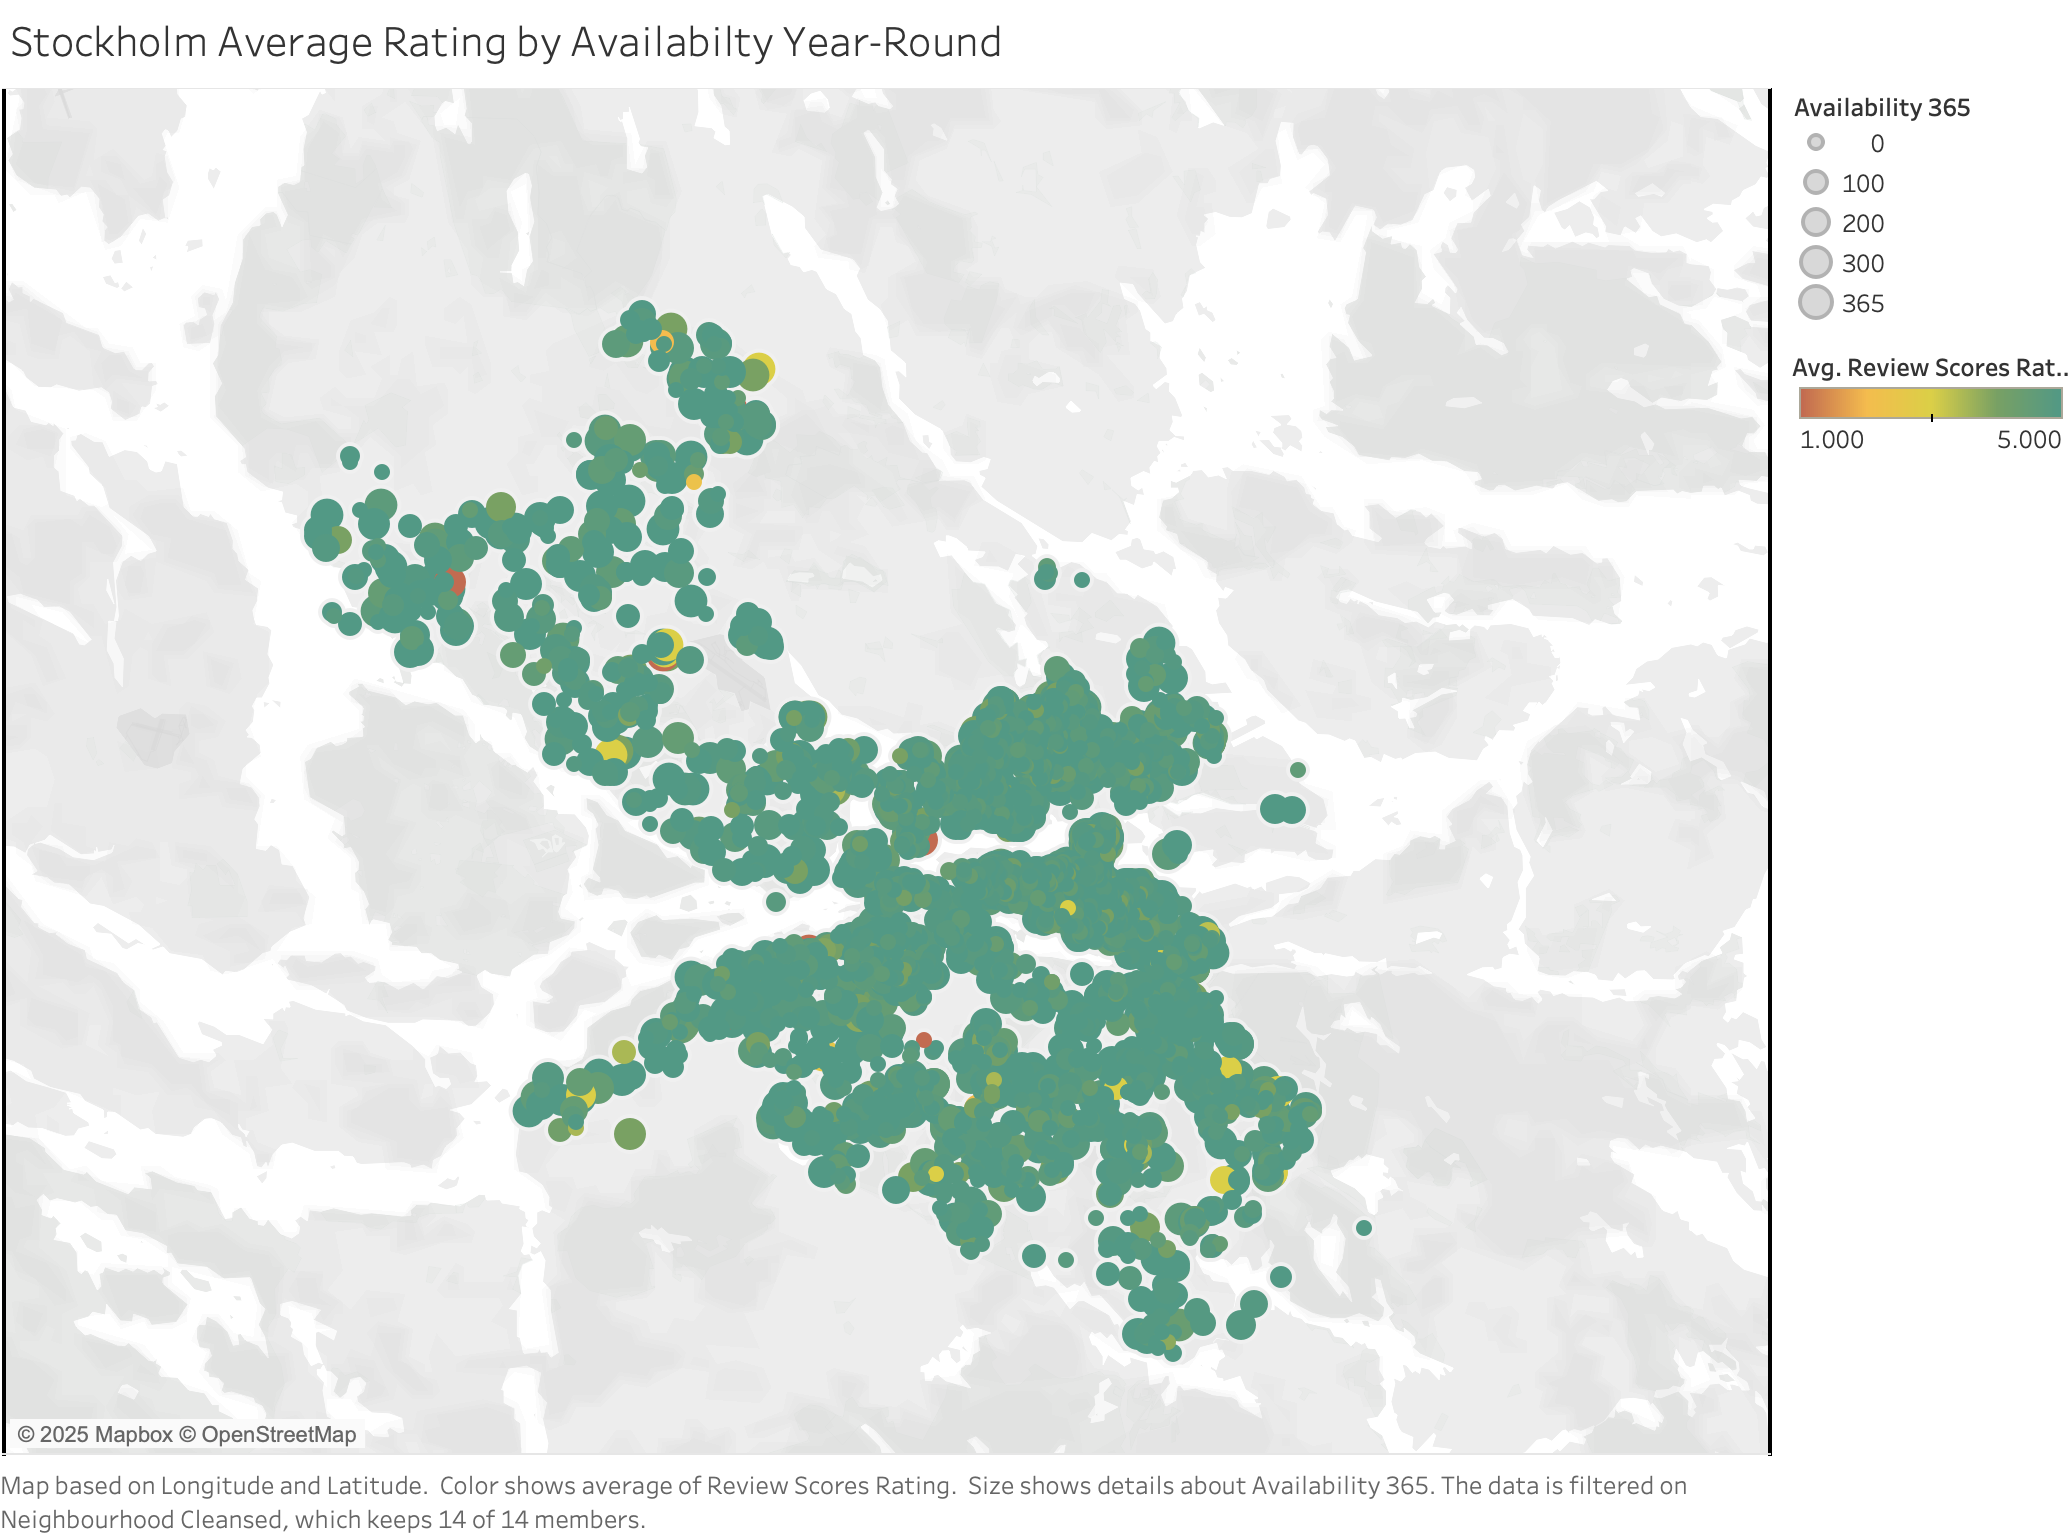 Stockholm Average Rating by Availabilty Year-Round
Availability 365
0
100
200
300
365
Avg. Review Scores Rat..
1.000 5.000
© 2025 Mapbox © OpenStreetMap
Map based on Longitude and Latitude.  Color shows average of Review Scores Rating.  Size shows details about Availability 365. The data is filtered on
Neighbourhood Cleansed, which keeps 14 of 14 members.